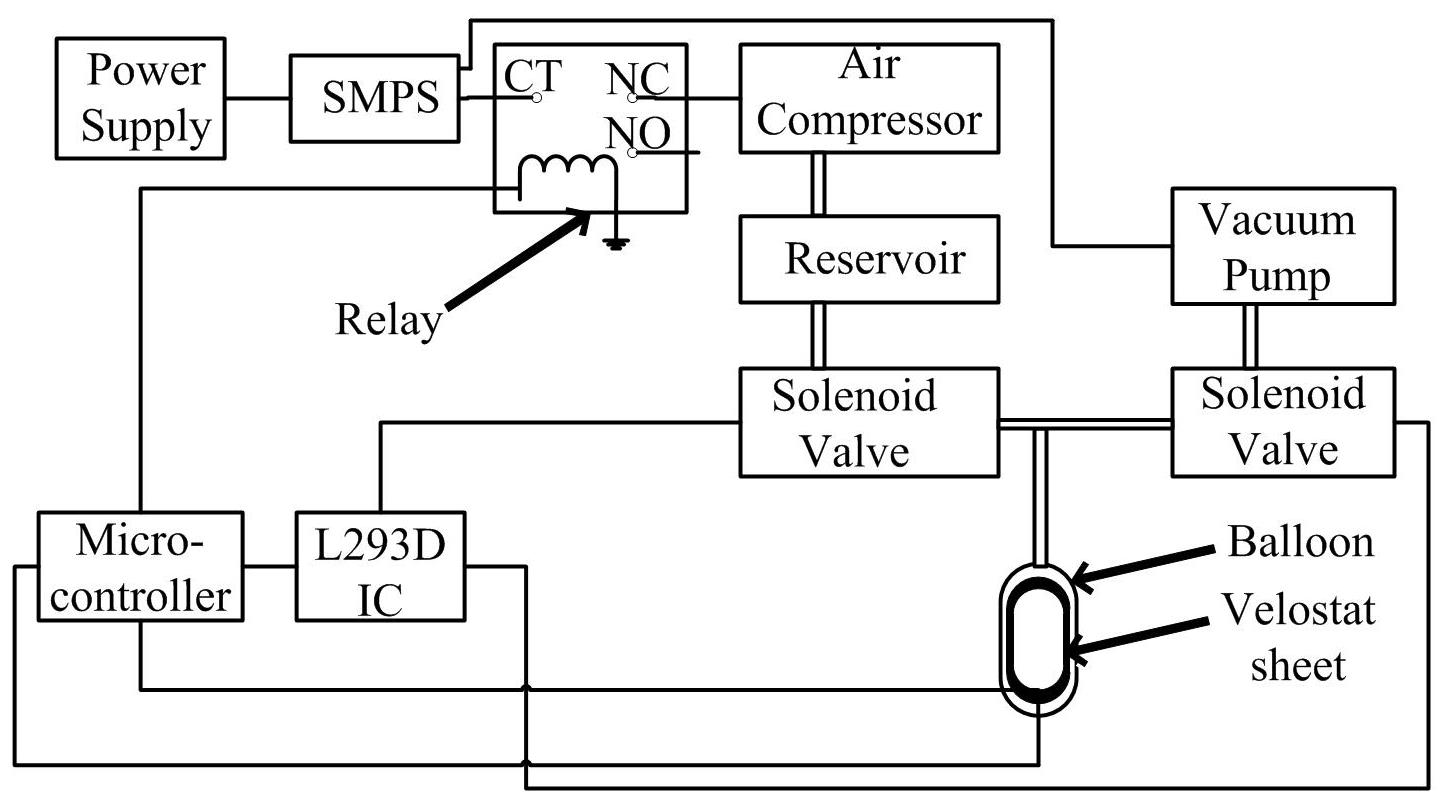 Power
Supply
SMPS
CT
NC
NO
Air
Compressor
Relay
Reservoir
Vacuum
Pump
Solenoid
Valve
Solenoid
Valve
Micro-
controller
L293D
IC
Balloon
Velostat
sheet